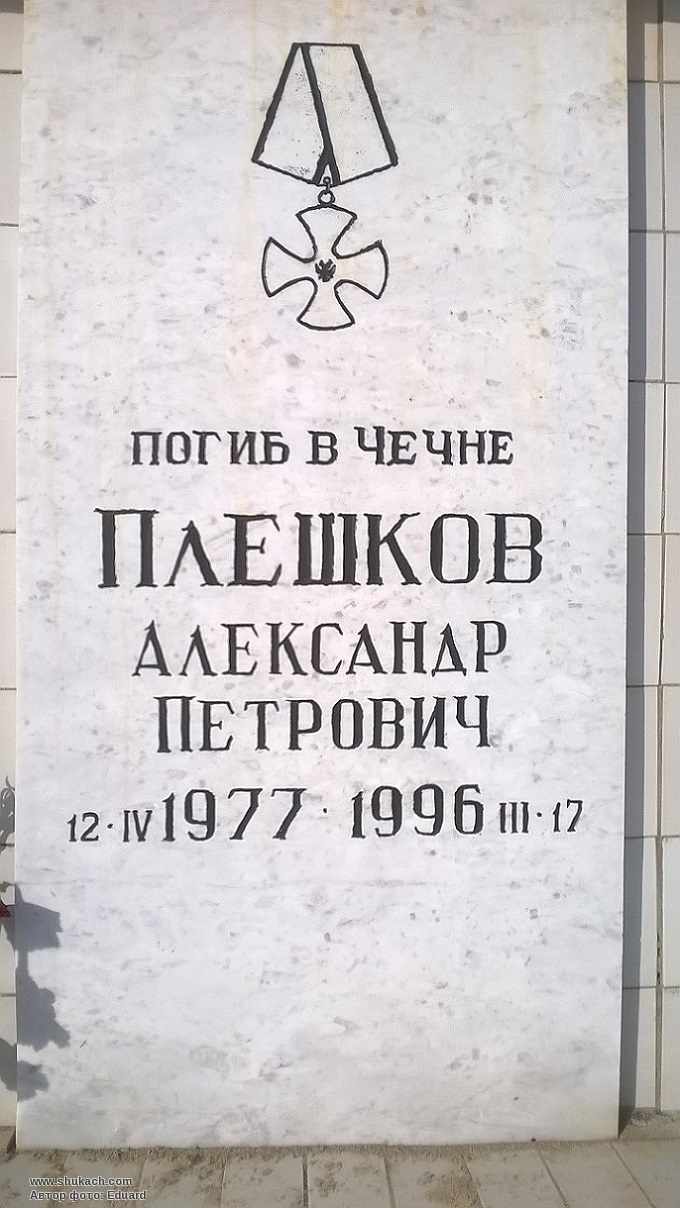 ПОГИБ В ЧЕЧНЕ
ПЛЕШКОВ
АЛЕКСАНДР
ПЕТРОВИЧ
12·IV 1977 · 1996 III·17
www.shukach.com
Автор фото: Eduard